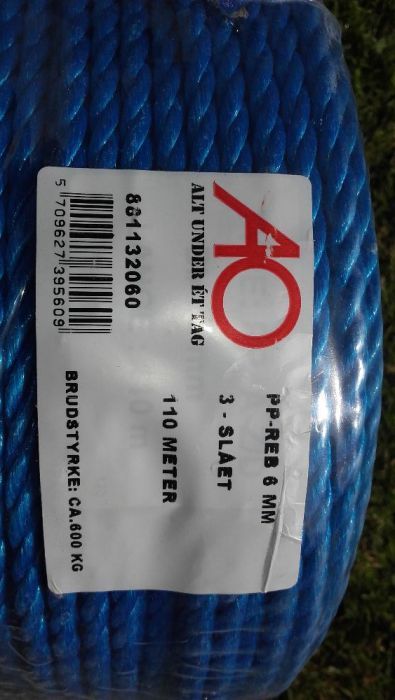 AO
ALT UNDER ÉT TAG
881132060
5 709627 395609
PP-REB 6 MM
3 - SLÅET
110 METER
BRUDSTYRKE: CA.600 KG